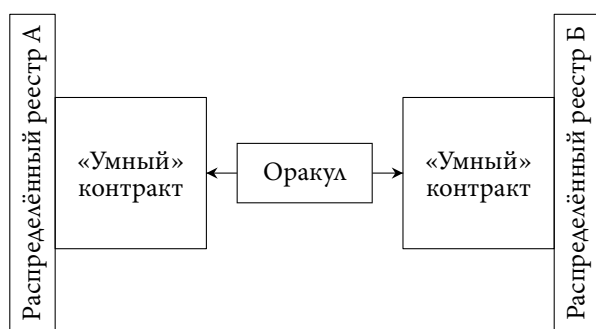 Распределённый реестр А
«Умный»
контракт
Оракул
«Умный»
контракт
Распределённый реестр Б